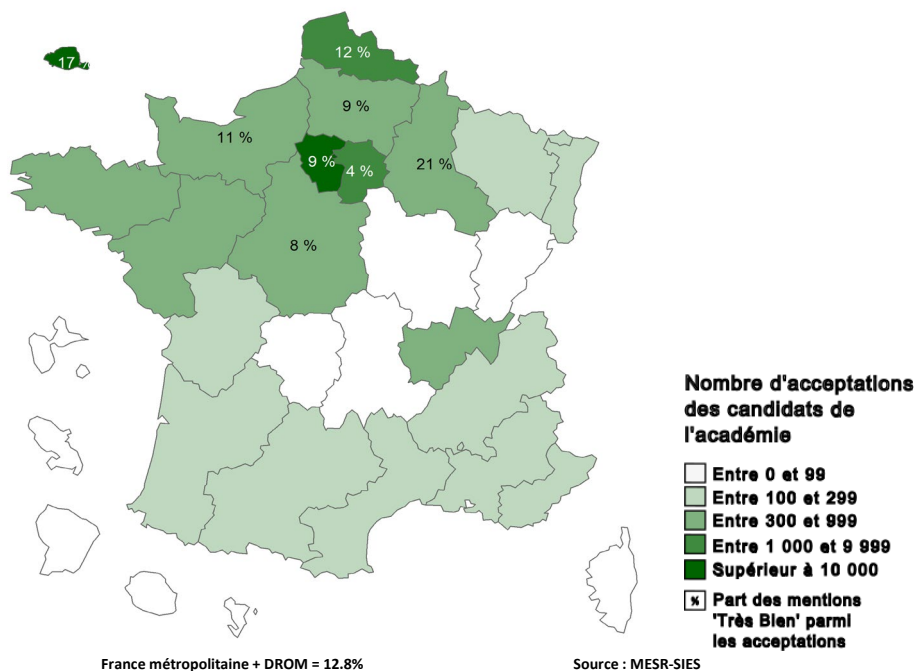 17 %
12 %
9 %
11 %
9 %
4 %
21 %
8 %
Nombre d'acceptations
des candidats de
l'académie
Entre 0 et 99
Entre 100 et 299
Entre 300 et 999
Entre 1 000 et 9 999
Supérieur à 10 000
% Part des mentions
'Très Bien' parmi
les acceptations
France métropolitaine + DROM = 12.8% Source : MESR-SIES